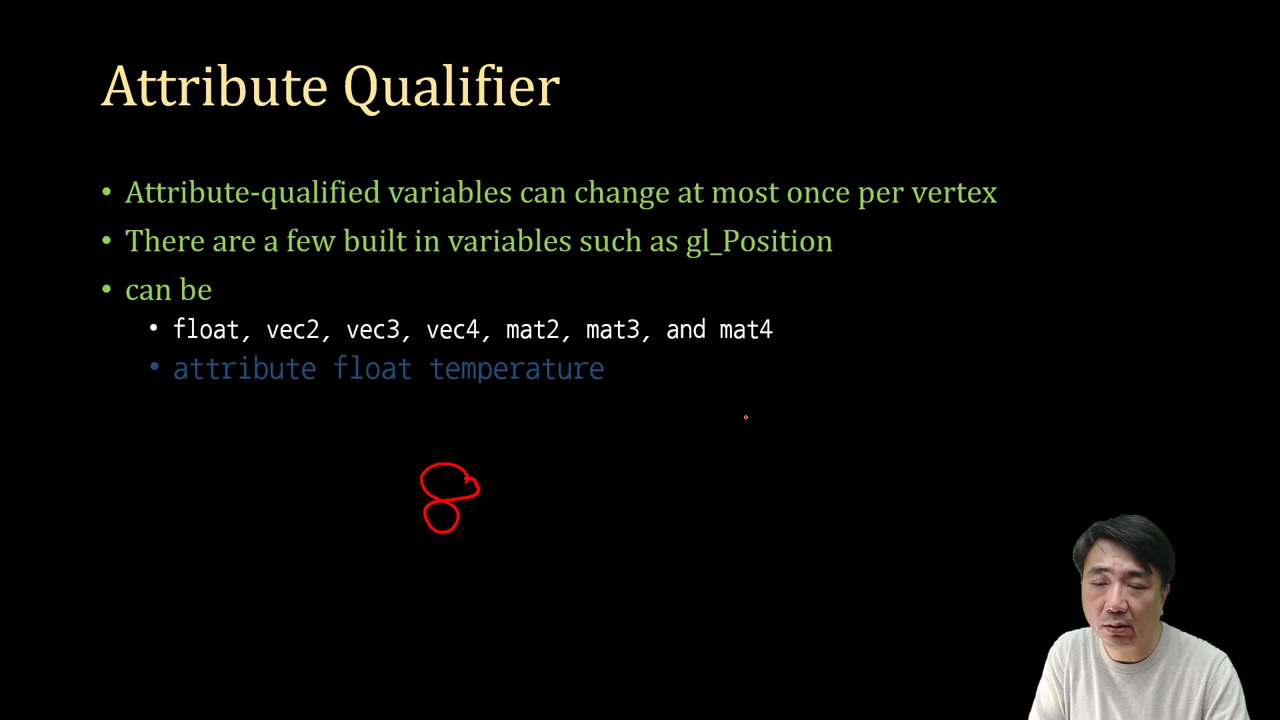 Attribute Qualifier
• Attribute-qualified variables can change at most once per vertex
• There are a few built in variables such as gl_Position
• can be
• float, vec2, vec3, vec4, mat2, mat3, and mat4
• attribute float temperature